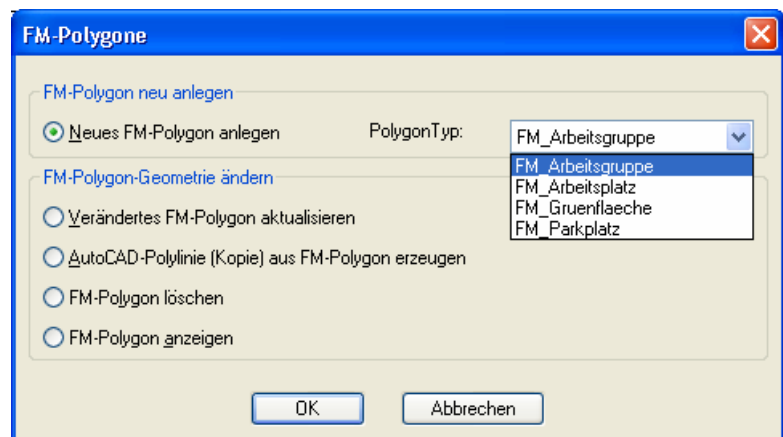 FM-Polygone
FM-Polygon neu anlegen
Neues FM-Polygon anlegen PolygonTyp: FM_Arbeitsgruppe
FM_Arbeitsgruppe
FM_Arbeitsplatz
FM_Gruenflaeche
FM_Parkplatz
FM-Polygon-Geometrie ändern
Verändertes FM-Polygon aktualisieren
AutoCAD-Polylinie (Kopie) aus FM-Polygon erzeugen
FM-Polygon löschen
FM-Polygon anzeigen
OK Abbrechen